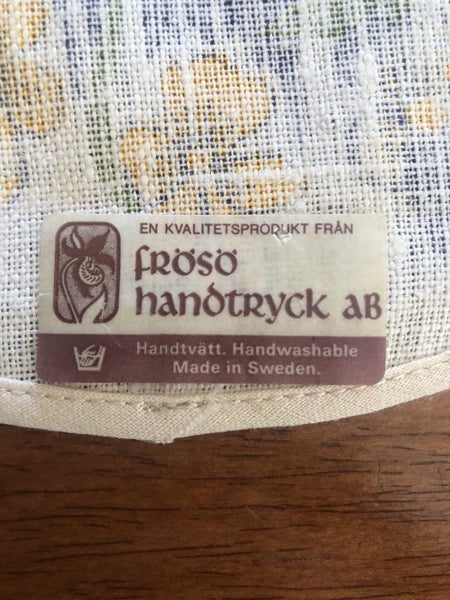 EN KVALITETSPRODUKT FRÅN
frösö
handtryck aB
Handtvätt. Handwashable
Made in Sweden.